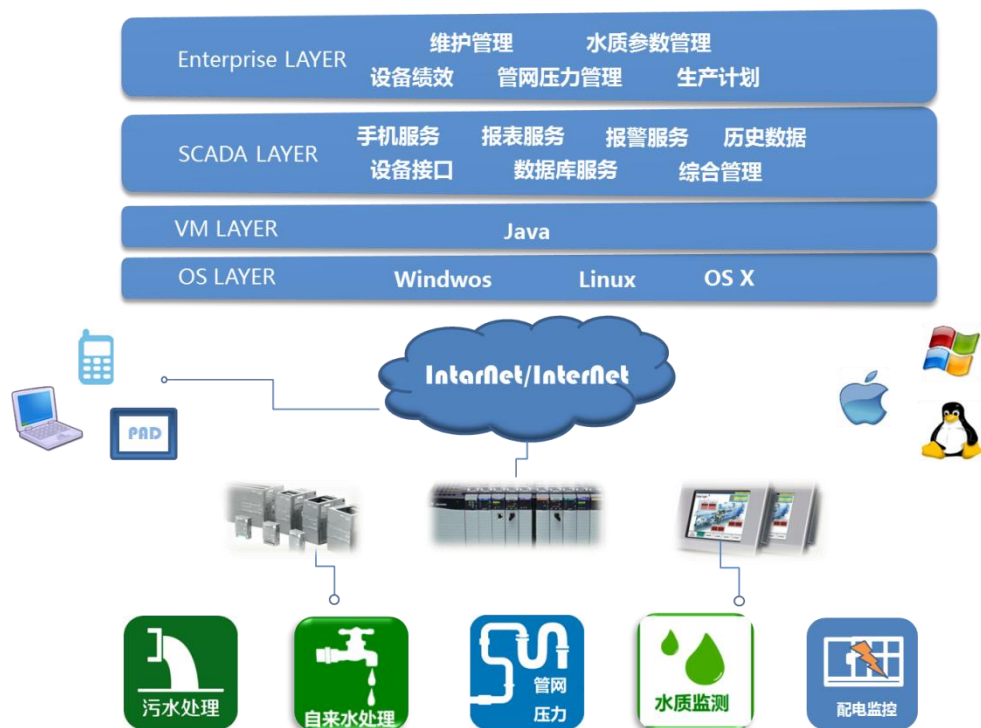 维护管理 水质参数管理
Enterprise LAYER
设备绩效 管网压力管理 生产计划
手机服务 报表服务 报警服务 历史数据
SCADA LAYER
设备接口 数据库服务 综合管理
VM LAYER Java
OS LAYER Windwos Linux OS X
IntarNet/InterNet
PAD
污水处理
自来水处理
管网
压力
水质监测
配电监控